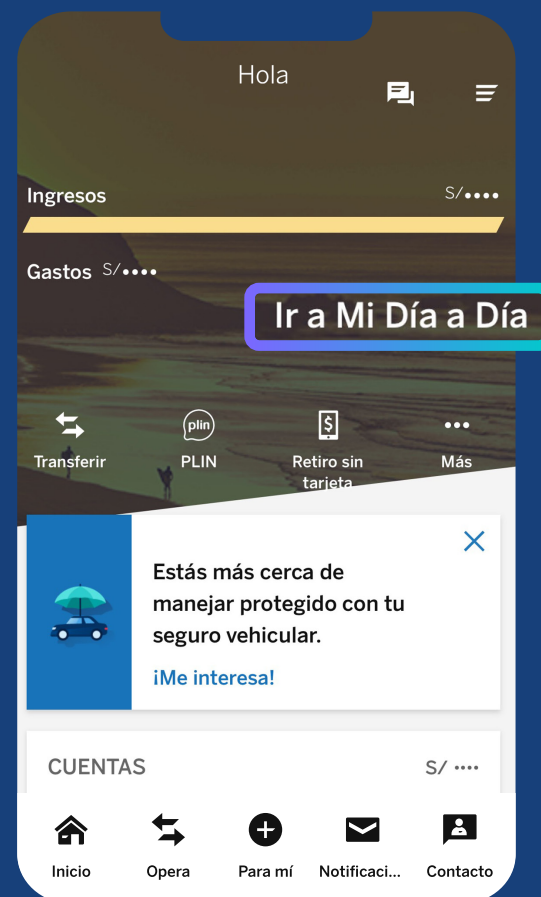 Hola
Ingresos S/••••
Gastos S/••••
Ir a Mi Día a Día
plin
Transferir PLIN Retiro sin tarjeta Más
Estás más cerca de
manejar protegido con tu
seguro vehicular.
¡Me interesa!
CUENTAS S/ ••••
Inicio Opera Para mí Notificaci... Contacto